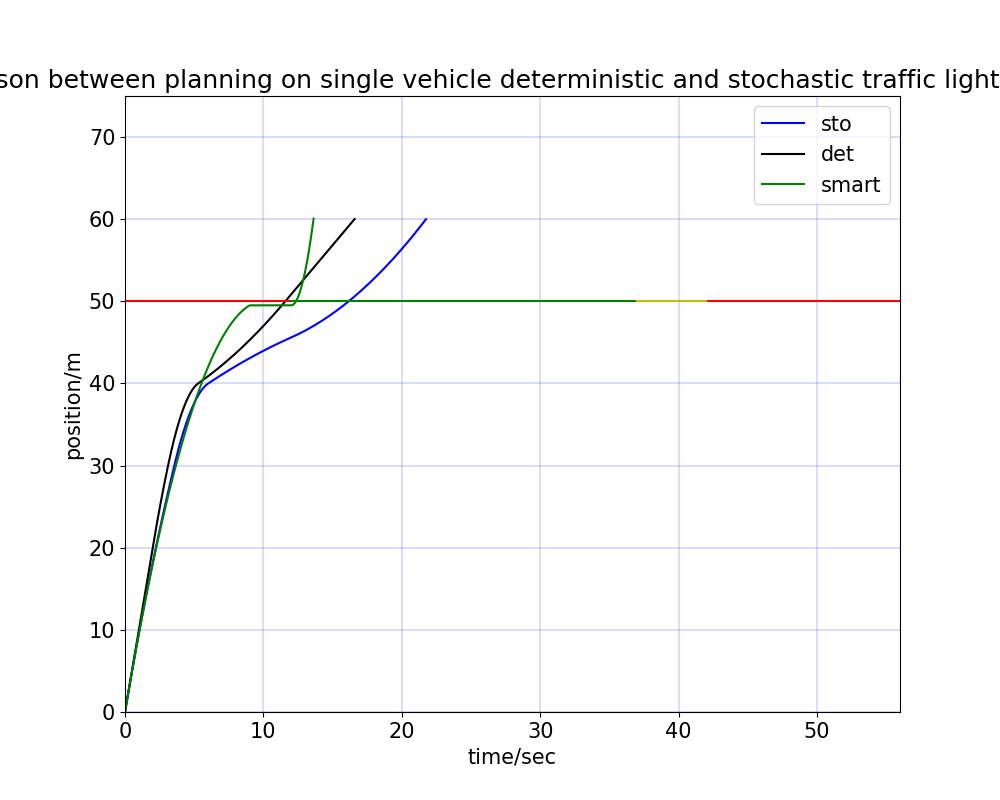 between planning on single vehicle deterministic and stochastic traffic light
sto
det
smart
70
60
50
40
30
20
10
0
position/m
0 10 20 30 40 50
time/sec